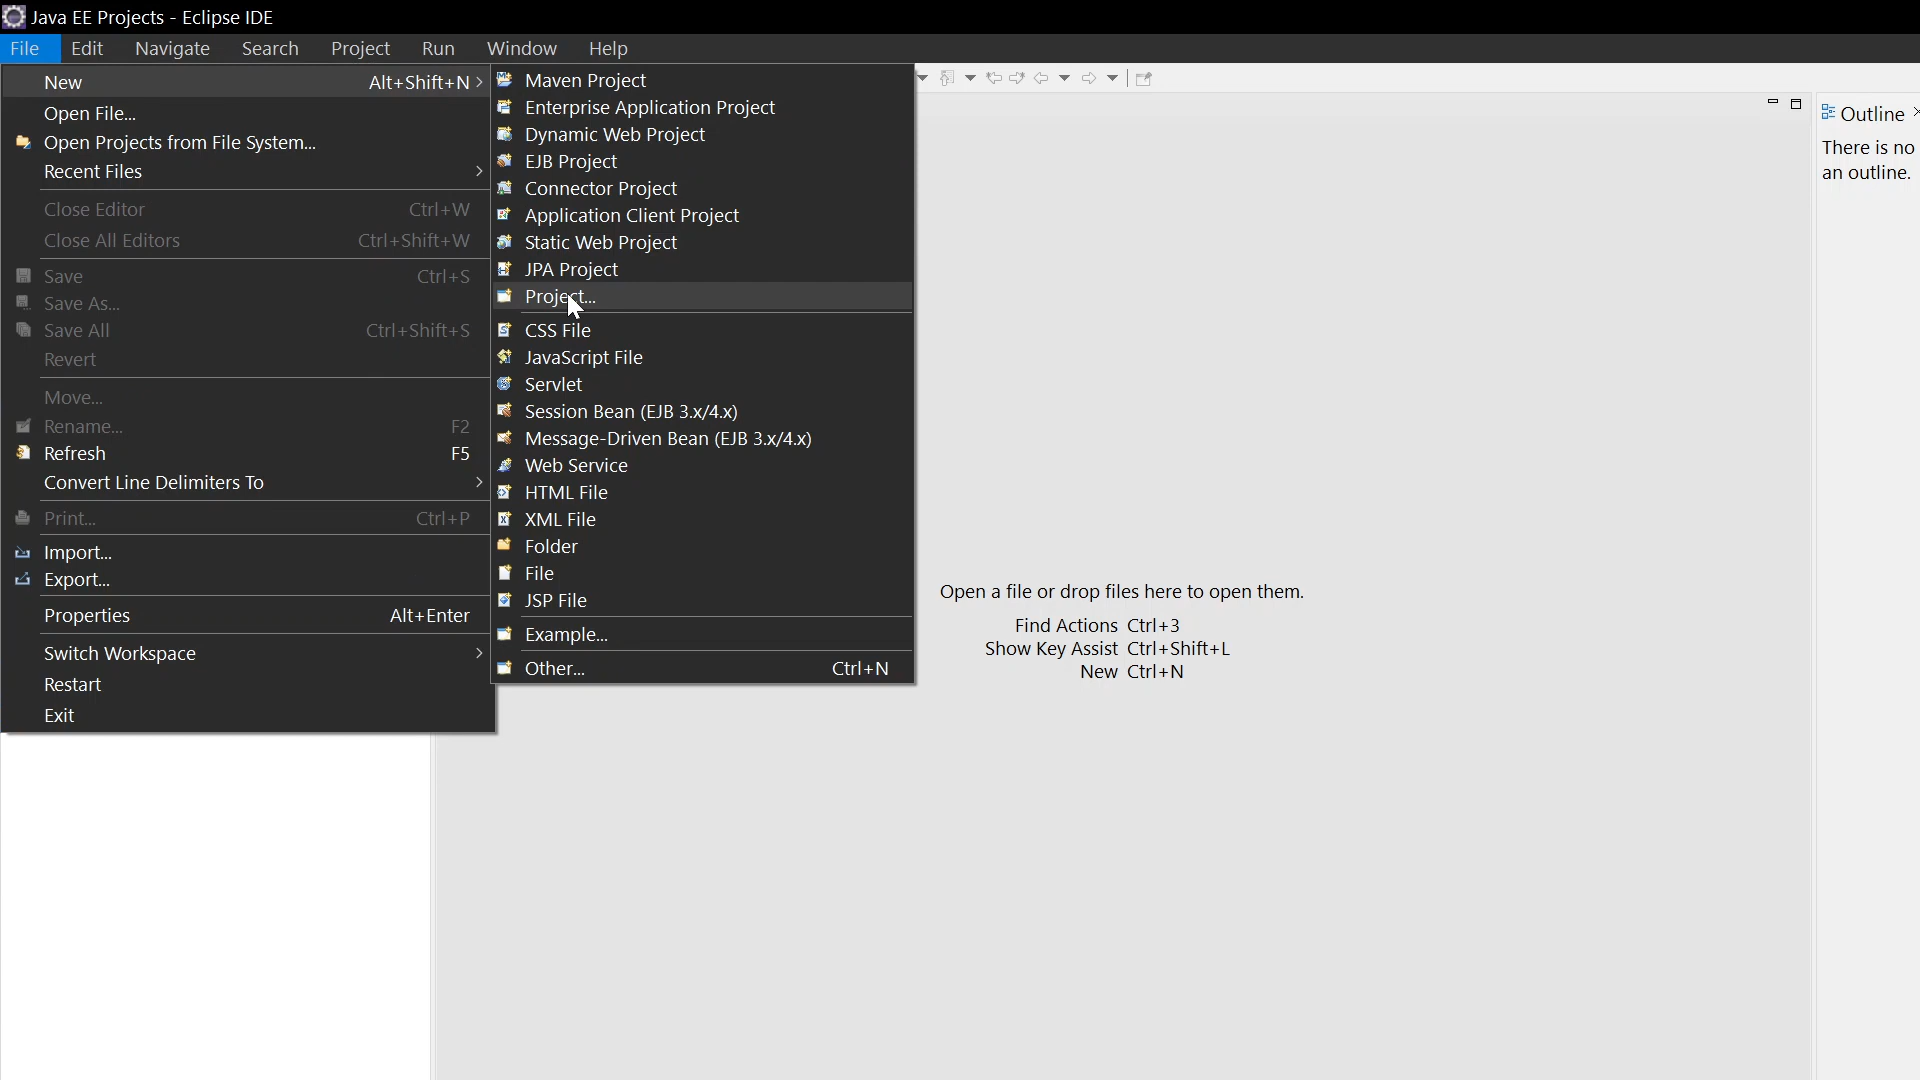 Java EE Projects - Eclipse IDE
File Edit Navigate Search Project Run Window Help
New Alt+Shift+N
Open File...
Open Projects from File System...
Recent Files
Close Editor Ctrl+W
Close All Editors Ctrl+Shift+W
Save Ctrl+S
Save As...
Save All Ctrl+Shift+S
Revert
Move...
Rename... F2
Refresh F5
Convert Line Delimiters To
Print... Ctrl+P
Import...
Export...
Properties Alt+Enter
Switch Workspace
Restart
Exit
Maven Project
Enterprise Application Project
Dynamic Web Project
EJB Project
Connector Project
Application Client Project
Static Web Project
JPA Project
Project...
CSS File
JavaScript File
Servlet
Session Bean (EJB 3.x/4.x)
Message-Driven Bean (EJB 3.x/4.x)
Web Service
HTML File
XML File
Folder
File
JSP File
Example...
Other... Ctrl+N
Open a file or drop files here to open them.
Find Actions Ctrl+3
Show Key Assist Ctrl+Shift+L
New Ctrl+N
Outline
There is no
an outline.